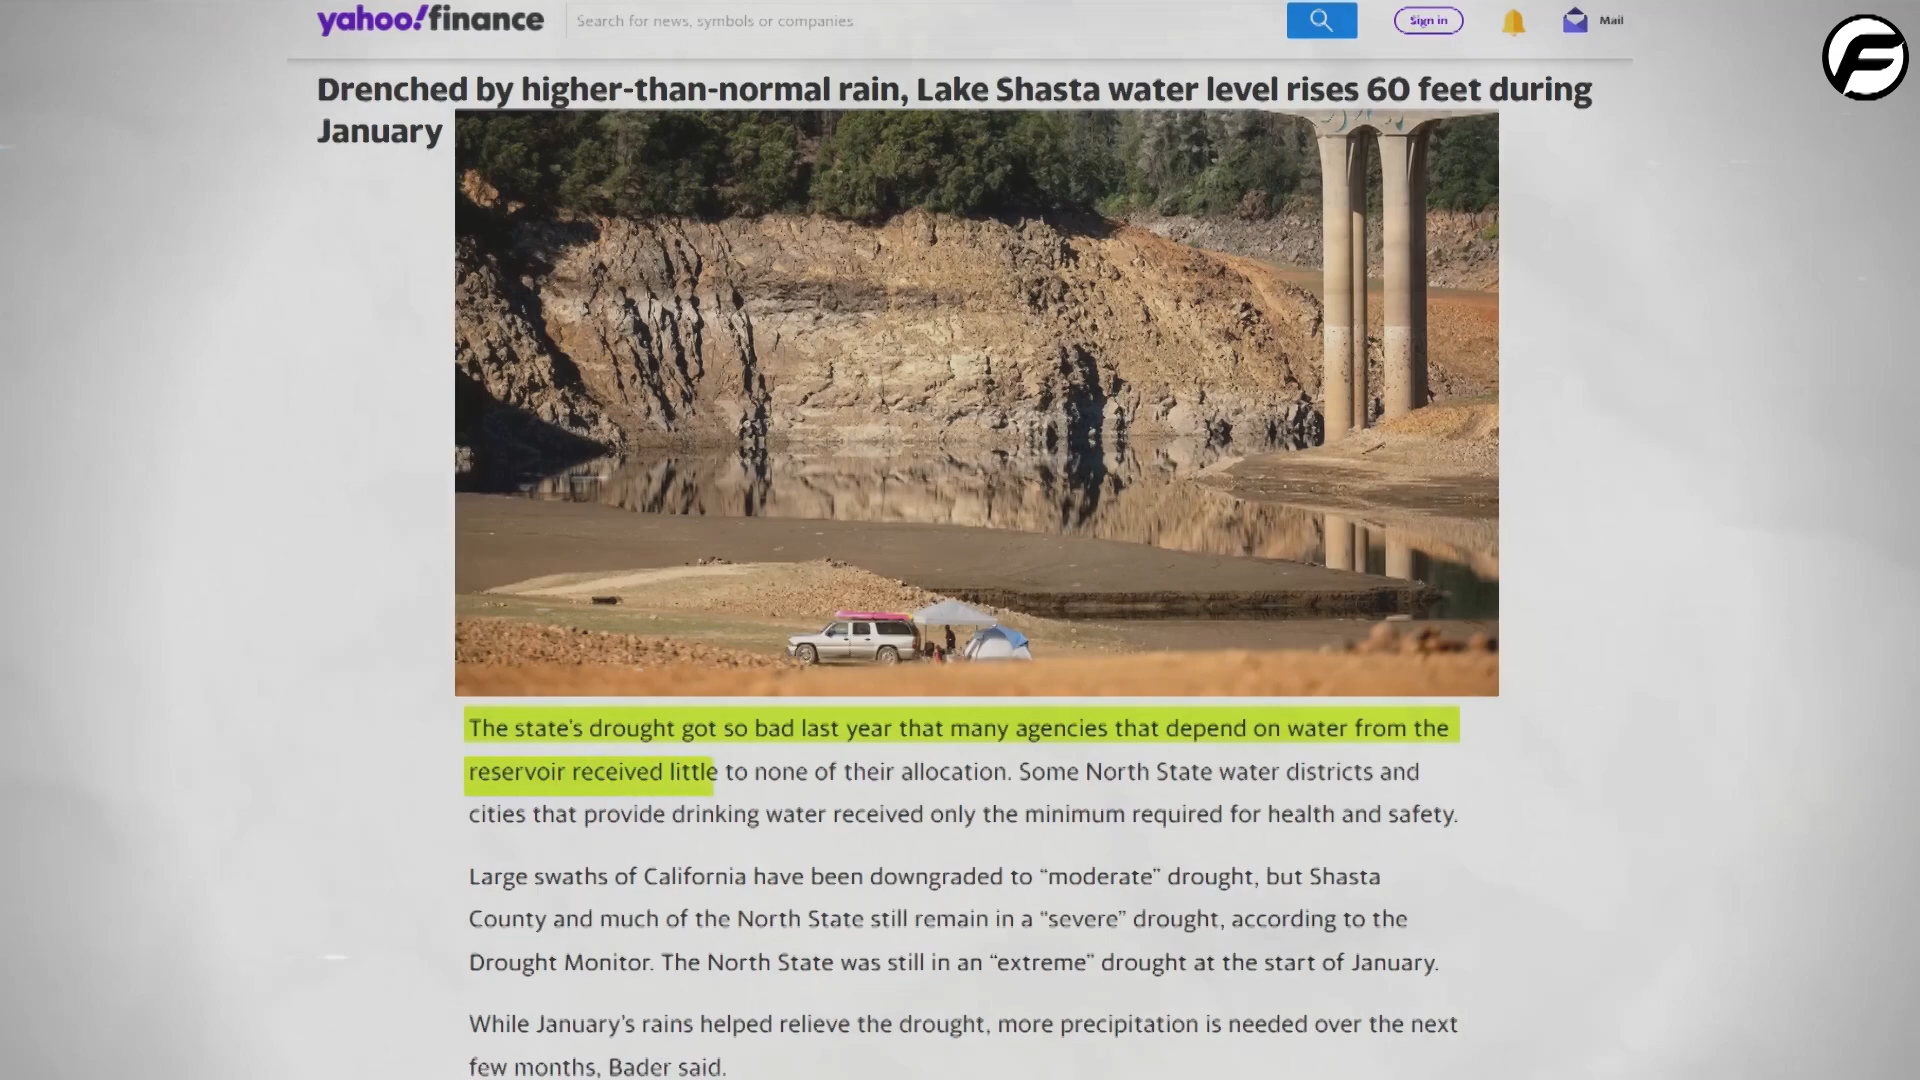 yahoo!finance
Search for news, symbols or companies
Sign in
Mail
Drenched by higher-than-normal rain, Lake Shasta water level rises 60 feet during
January
The state's drought got so bad last year that many agencies that depend on water from the
reservoir received little to none of their allocation. Some North State water districts and
cities that provide drinking water received only the minimum required for health and safety.
Large swaths of California have been downgraded to “moderate” drought, but Shasta
County and much of the North State still remain in a “severe” drought, according to the
Drought Monitor. The North State was still in an “extreme” drought at the start of January.
While January's rains helped relieve the drought, more precipitation is needed over the next
few months, Bader said.